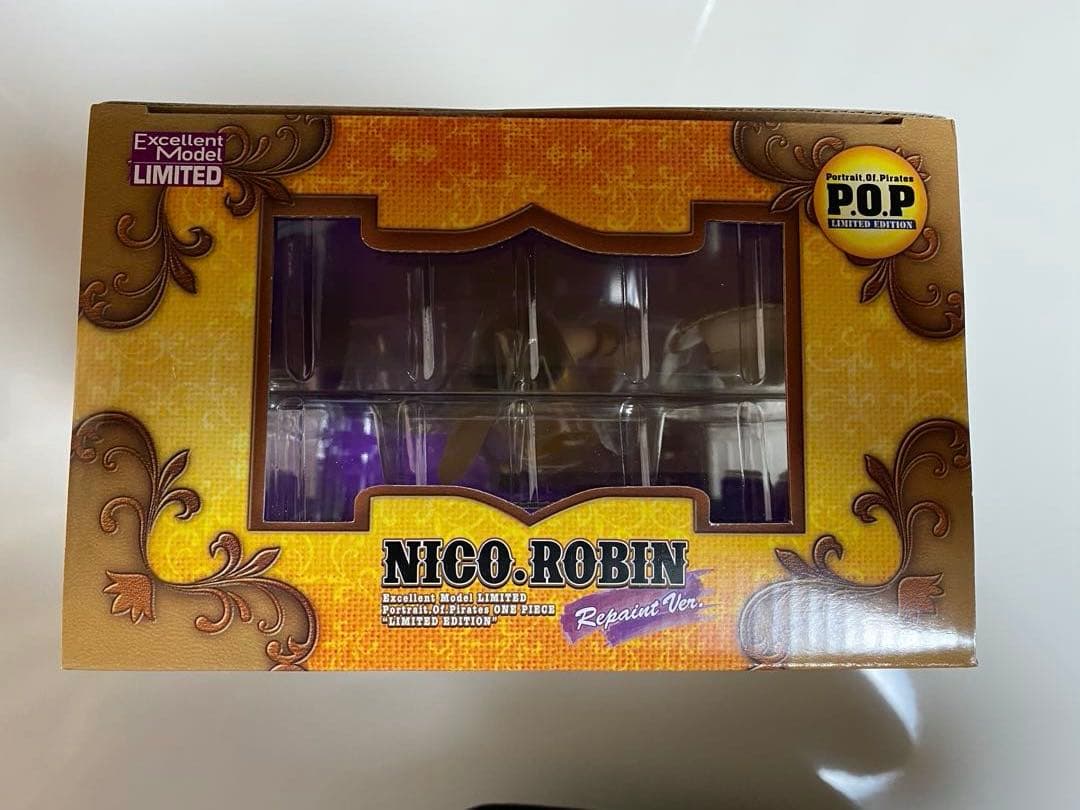 Excellent
Model
LIMITED
Portrait.Of.Pirates
P.O.P
LIMITED EDITION
NICO.ROBIN
Excellent Model LIMITED
Portrait.Of.Pirates ONE PIECE
"LIMITED EDITION"
Repaint Ver.